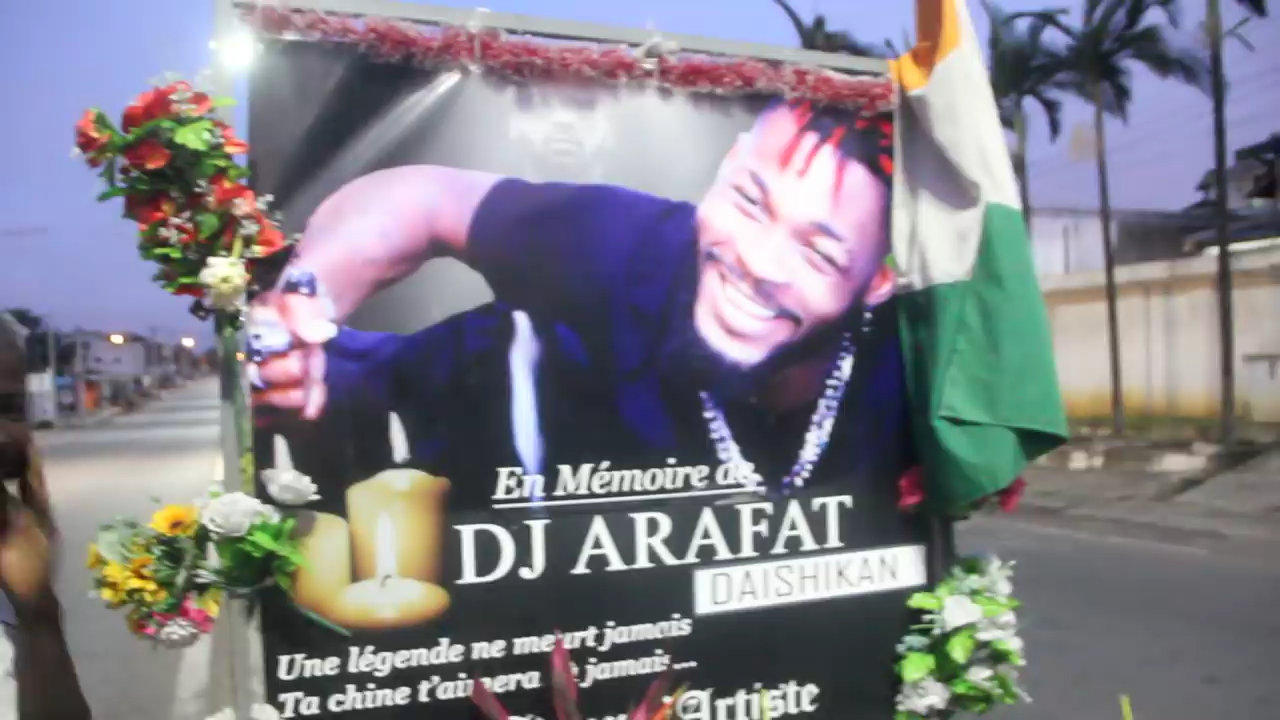 En Mémoire de
DJ ARAFAT
DAISHIKAN
Une légende ne meurt jamais
Ta chine t'aimera à jamais...
Artiste